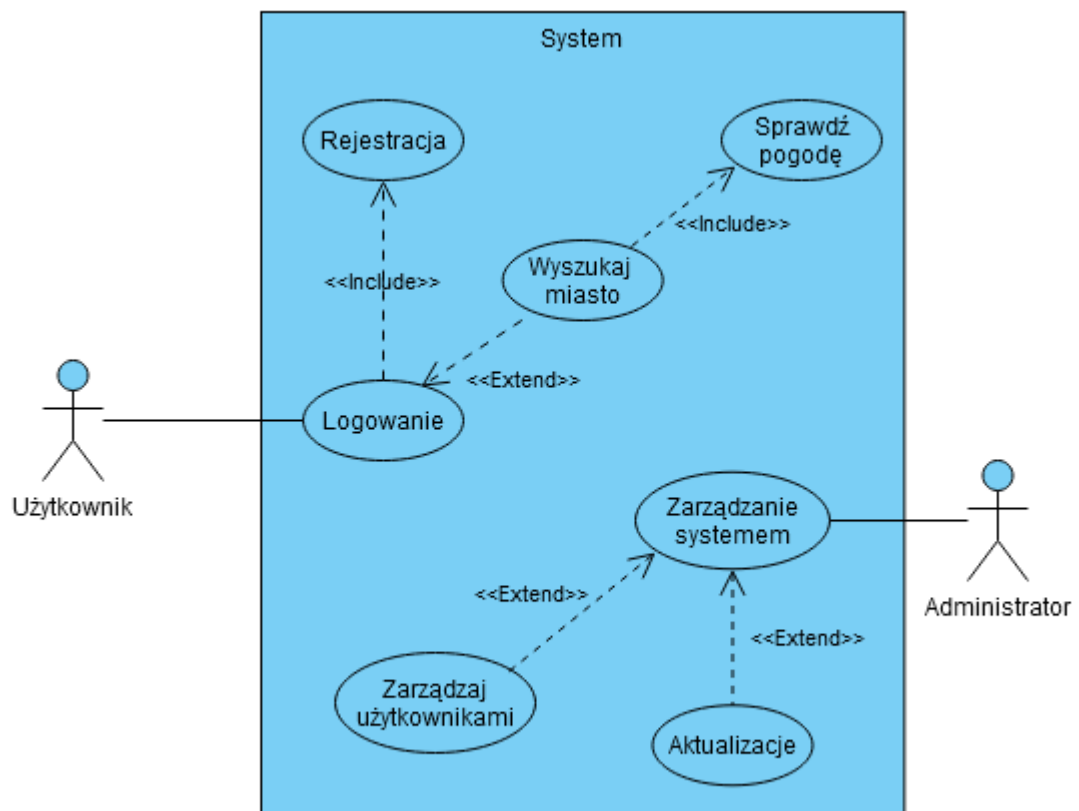 System
Rejestracja
Sprawdź
pogodę
<<Include>>
Wyszukaj
miasto
<<Include>>
<<Extend>>
Logowanie
Użytkownik
Zarządzanie
systemem
<<Extend>>
Administrator
<<Extend>>
Zarządzaj
użytkownikami
Aktualizacje